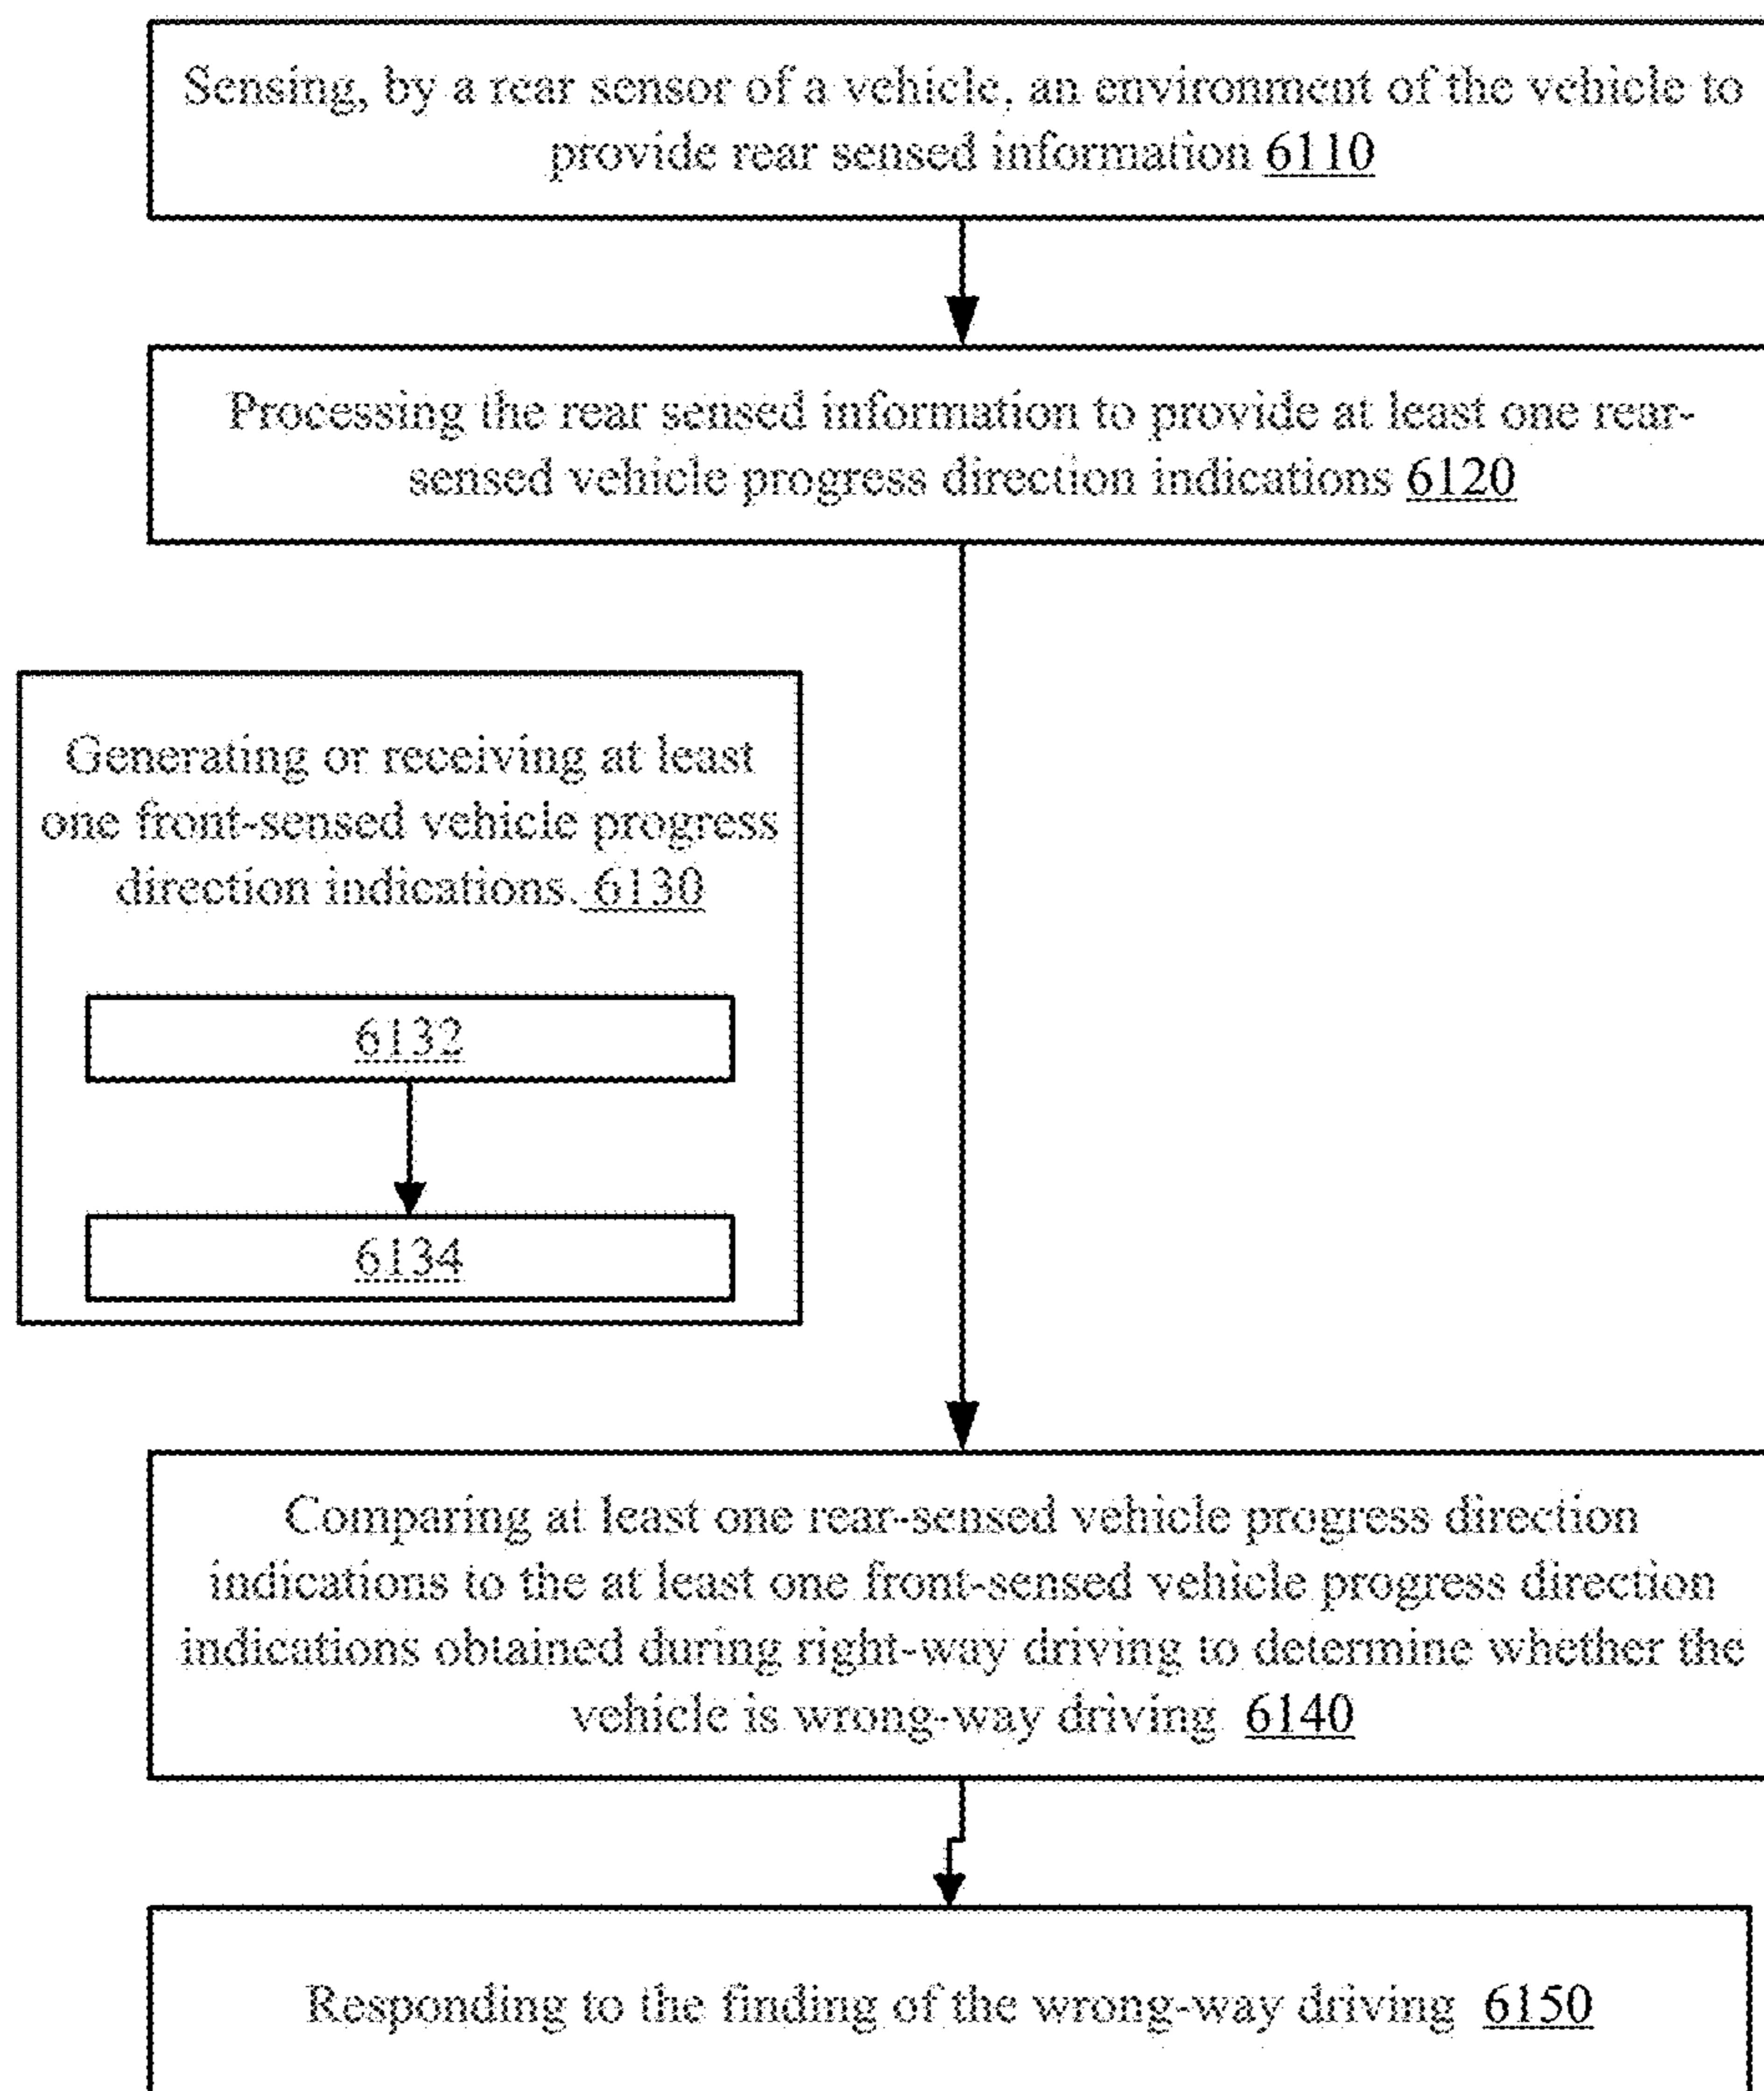 Sensing, by a rear sensor of a vehicle, an environment of the vehicle to
provide rear sensed information 6110
Processing the rear sensed information to provide at least one rear-
sensed vehicle progress direction indications 6120
Generating or receiving at least
one front-sensed vehicle progress
direction indications. 6130
6132
6134
Comparing at least one rear-sensed vehicle progress direction
indications to the at least one front-sensed vehicle progress direction
indications obtained during right-way driving to determine whether the
vehicle is wrong-way driving 6140
Responding to the finding of the wrong-way driving 6150